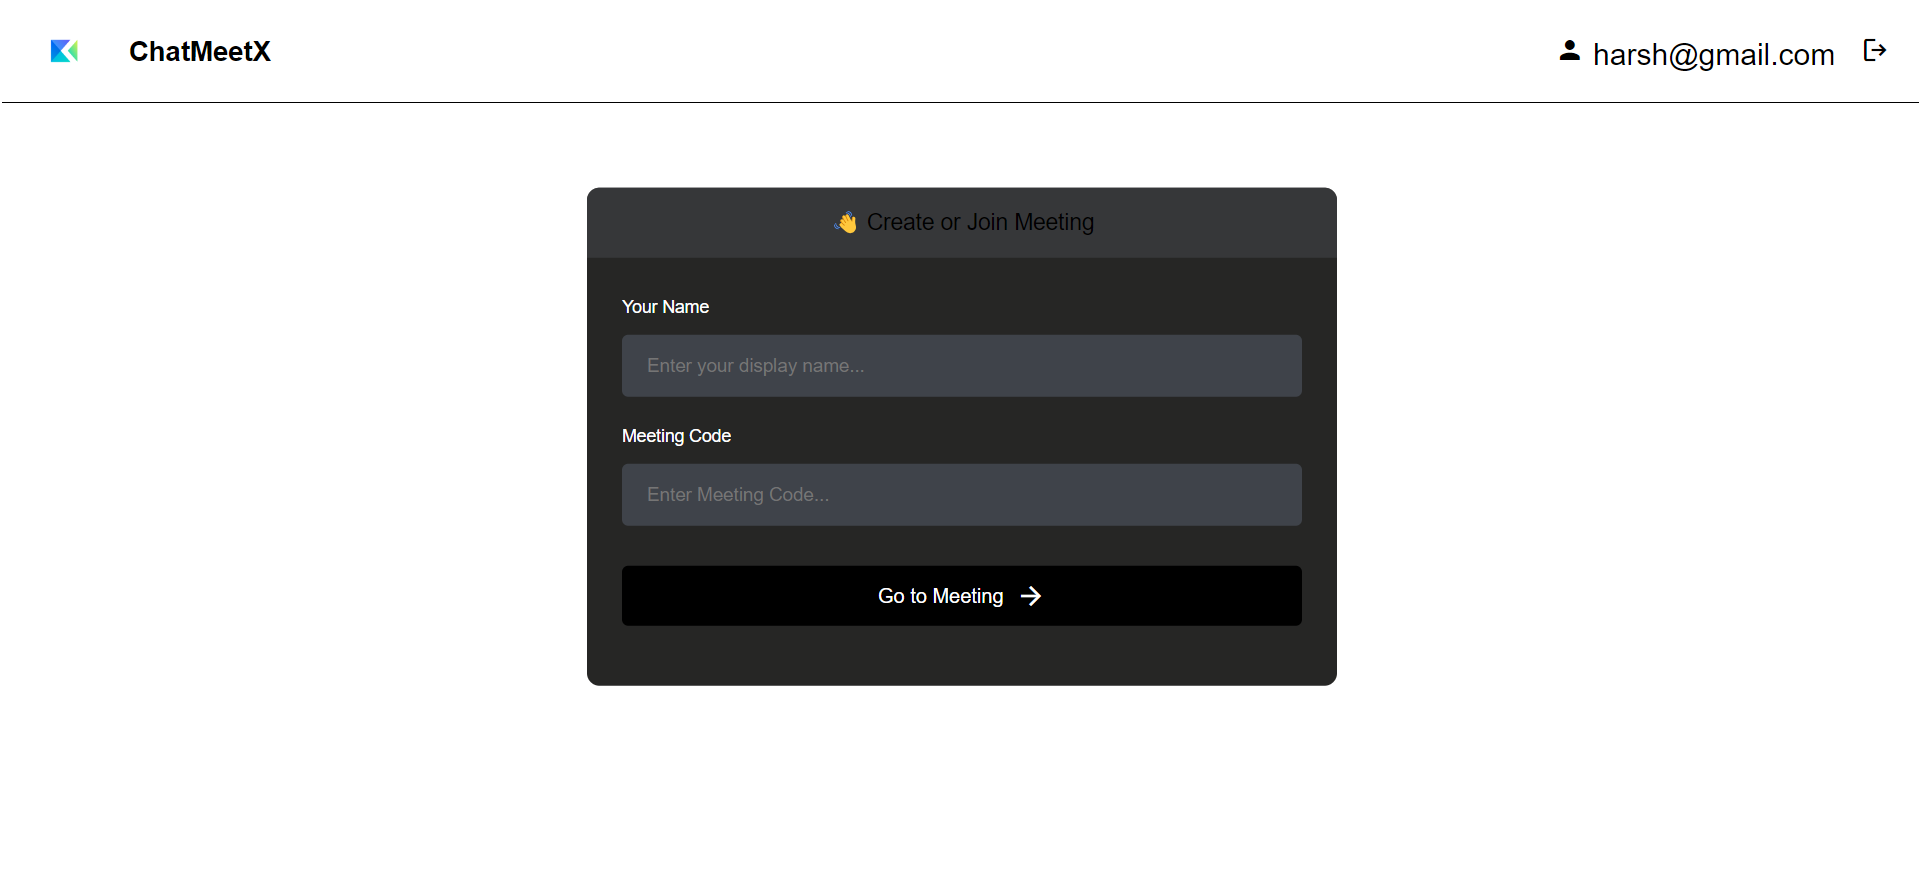 ChatMeetX
harsh@gmail.com
👋 Create or Join Meeting
Your Name
Enter your display name...
Meeting Code
Enter Meeting Code...
Go to Meeting →